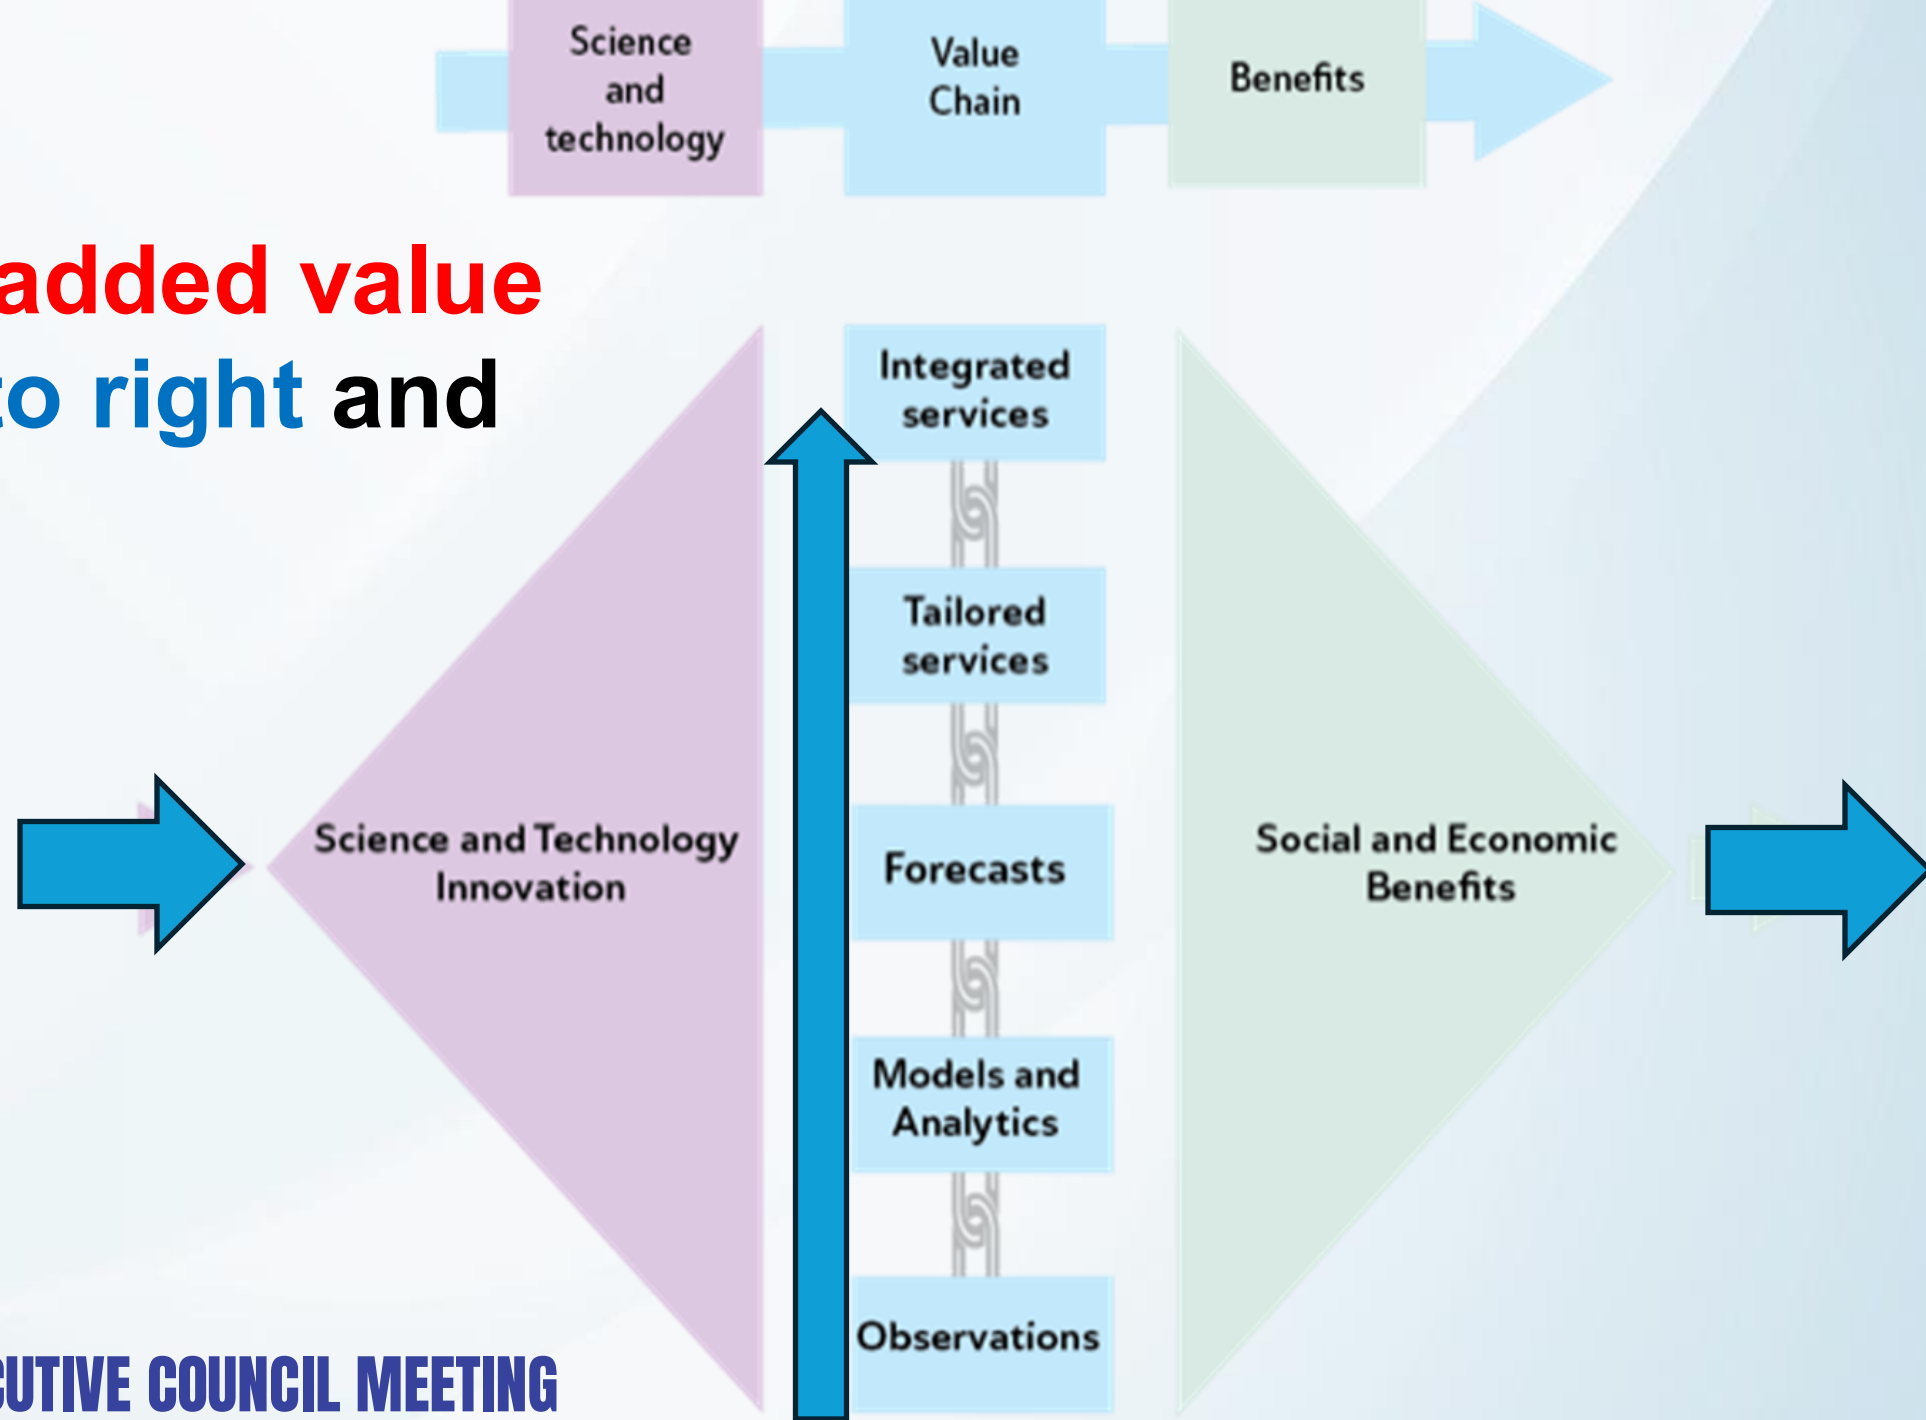 Science
and
technology
Value
Chain
Benefits
added value
to right and
Integrated
services
Tailored
services
Science and Technology
Innovation
Forecasts
Social and Economic
Benefits
Models and
Analytics
Observations
COUNCIL MEETING